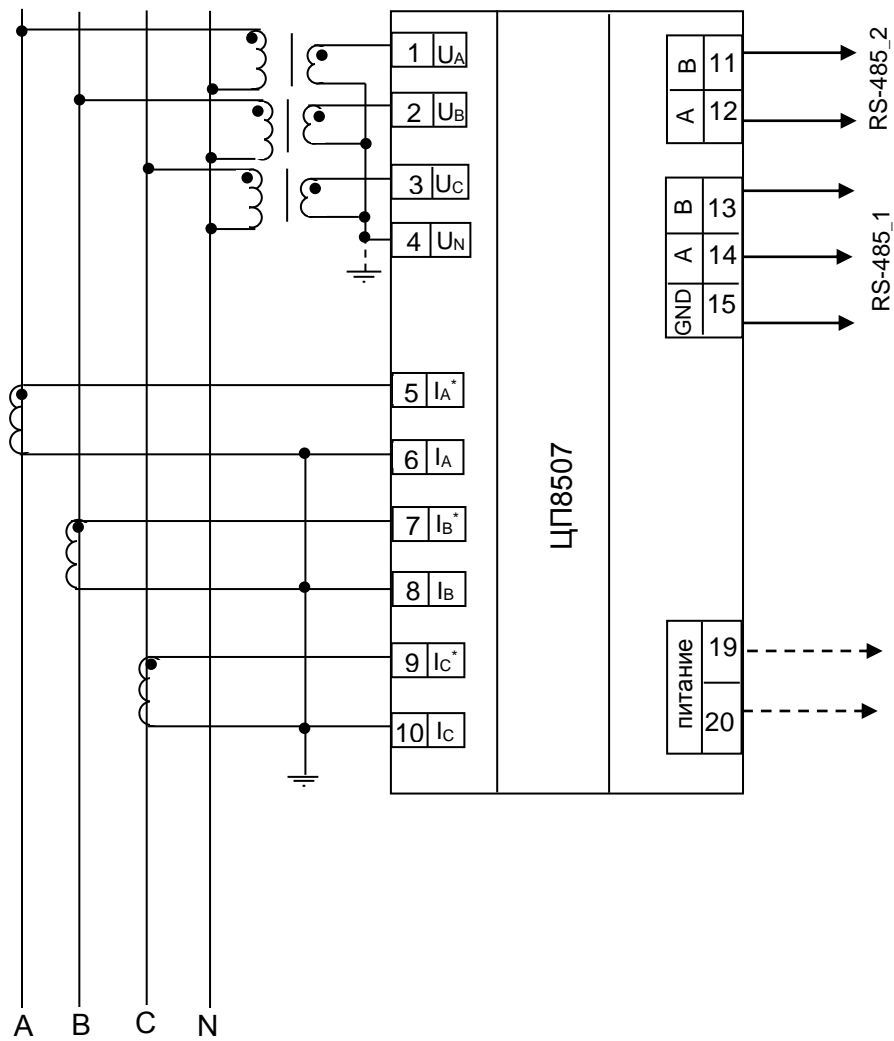 1 UA
2 UB
3 UC
4 UN
5 IA*
6 IA
7 IB*
8 IB
9 IC*
10 IC
ЦП8507
B 11
A 12
RS-485_2
B 13
A 14
GND 15
RS-485_1
питание 19
20
A B C N